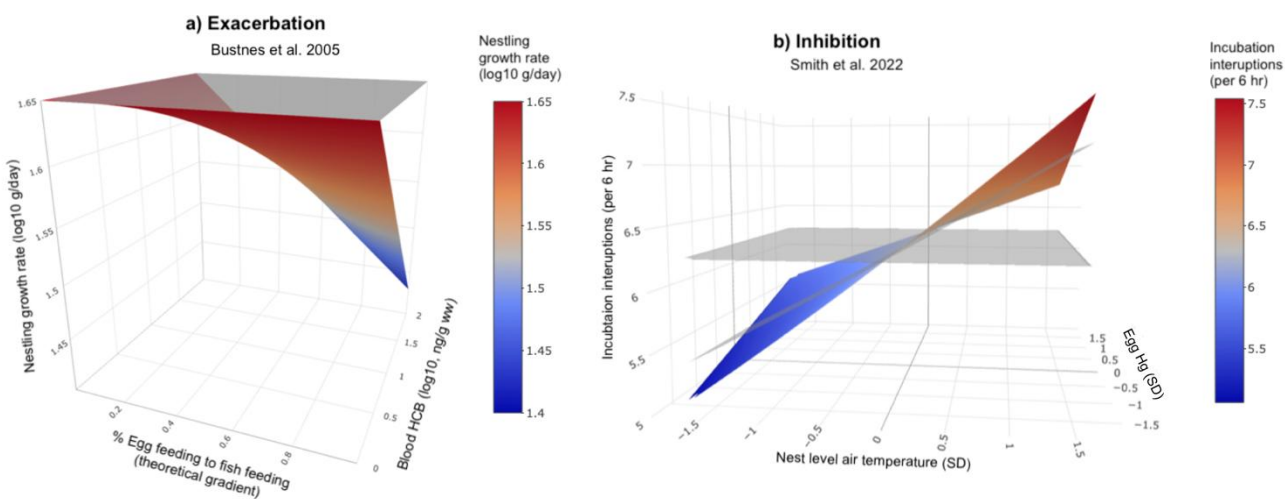 a) Exacerbation
Bustnes et al. 2005
Nestling
growth rate
(log10 g/day)
1.65
1.6
1.55
1.5
1.45
1.4
Nestling growth rate (log10 g/day)
1.65
1.6
1.55
1.5
1.45
0.2
0.4
0.6
0.8
% Egg feeding to fish feeding
(theoretical gradient)
0
0.5
1
1.5
2
Blood HCB (log10, ng/g ww)
b) Inhibition
Smith et al. 2022
Incubation
interuptions
(per 6 hr)
7.5
7
6.5
6
5.5
Incubtaion interuptions (per 6 hr)
7.5
7
6.5
6
5.5
5
−1.5
−1
−0.5
0
0.5
1
1.5
Nest level air temperature (SD)
1.5
1
0.5
0
−0.5
−1
−1.5
Egg Hg (SD)